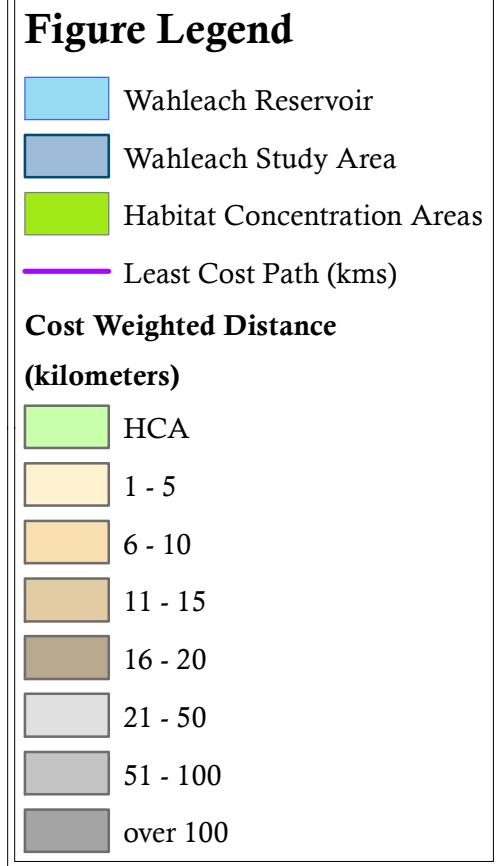 Figure Legend
Wahleach Reservoir
Wahleach Study Area
Habitat Concentration Areas
Least Cost Path (kms)
Cost Weighted Distance
(kilometers)
HCA
1 - 5
6 - 10
11 - 15
16 - 20
21 - 50
51 - 100
over 100